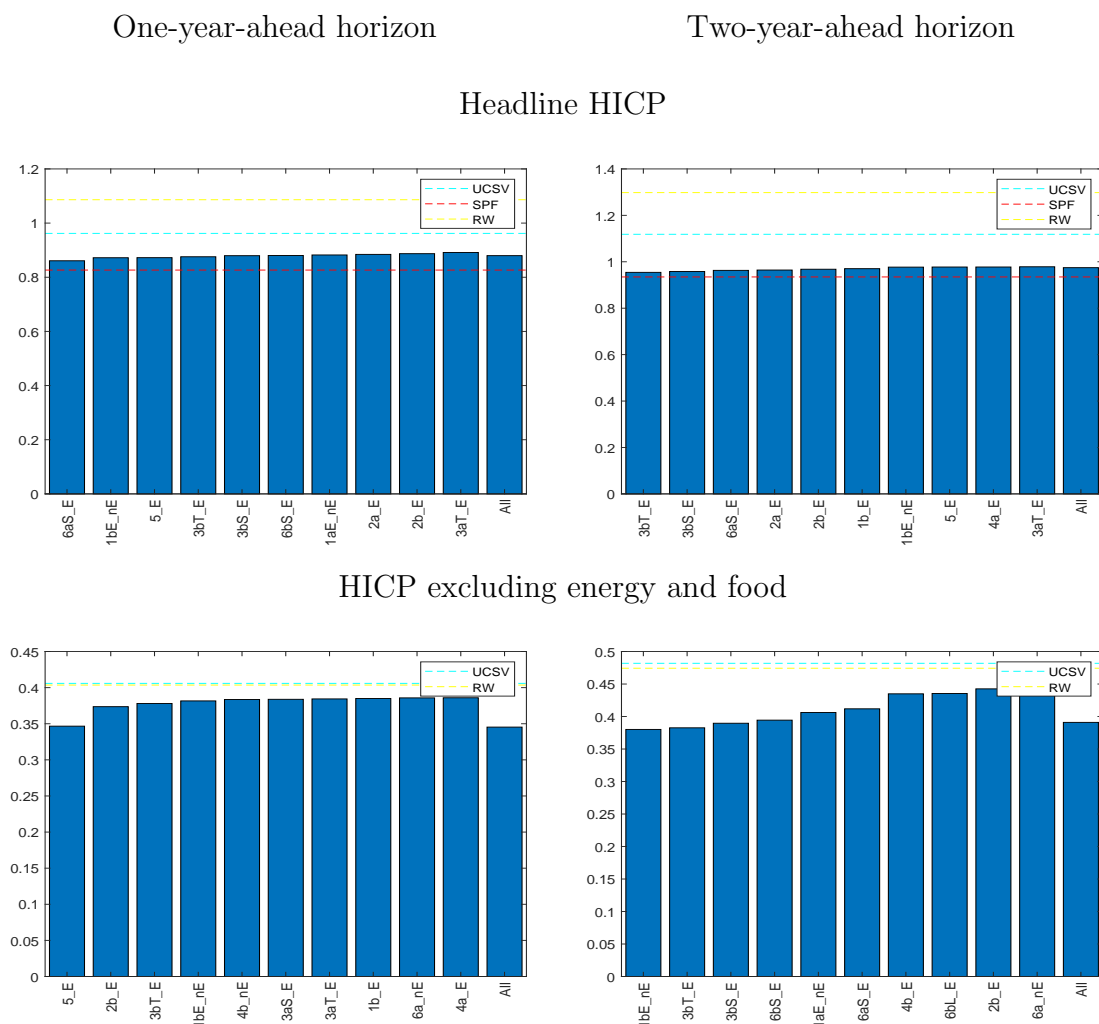 One-year-ahead horizon
Two-year-ahead horizon
Headline HICP
1.2
1
0.8
0.6
0.4
0.2
0
UCSV
SPF
RW
6aS_E
1bE_nE
5_E
3bT_E
3bS_E
6bS_E
1aE_nE
2a_E
2b_E
3aT_E
All
1.4
1.2
1
0.8
0.6
0.4
0.2
0
UCSV
SPF
RW
3bT_E
3bS_E
6aS_E
2a_E
2b_E
1b_E
1bE_nE
5_E
4a_E
3aT_E
All
HICP excluding energy and food
0.45
0.4
0.35
0.3
0.25
0.2
0.15
0.1
0.05
0
UCSV
RW
5_E
2b_E
3bT_E
1bE_nE
4b_nE
3aS_E
3aT_E
1b_E
6a_nE
4a_E
All
0.5
0.45
0.4
0.35
0.3
0.25
0.2
0.15
0.1
0.05
0
UCSV
RW
1bE_nE
3bT_E
3bS_E
6bS_E
1aE_nE
6aS_E
4b_E
6bL_E
2b_E
6a_nE
All